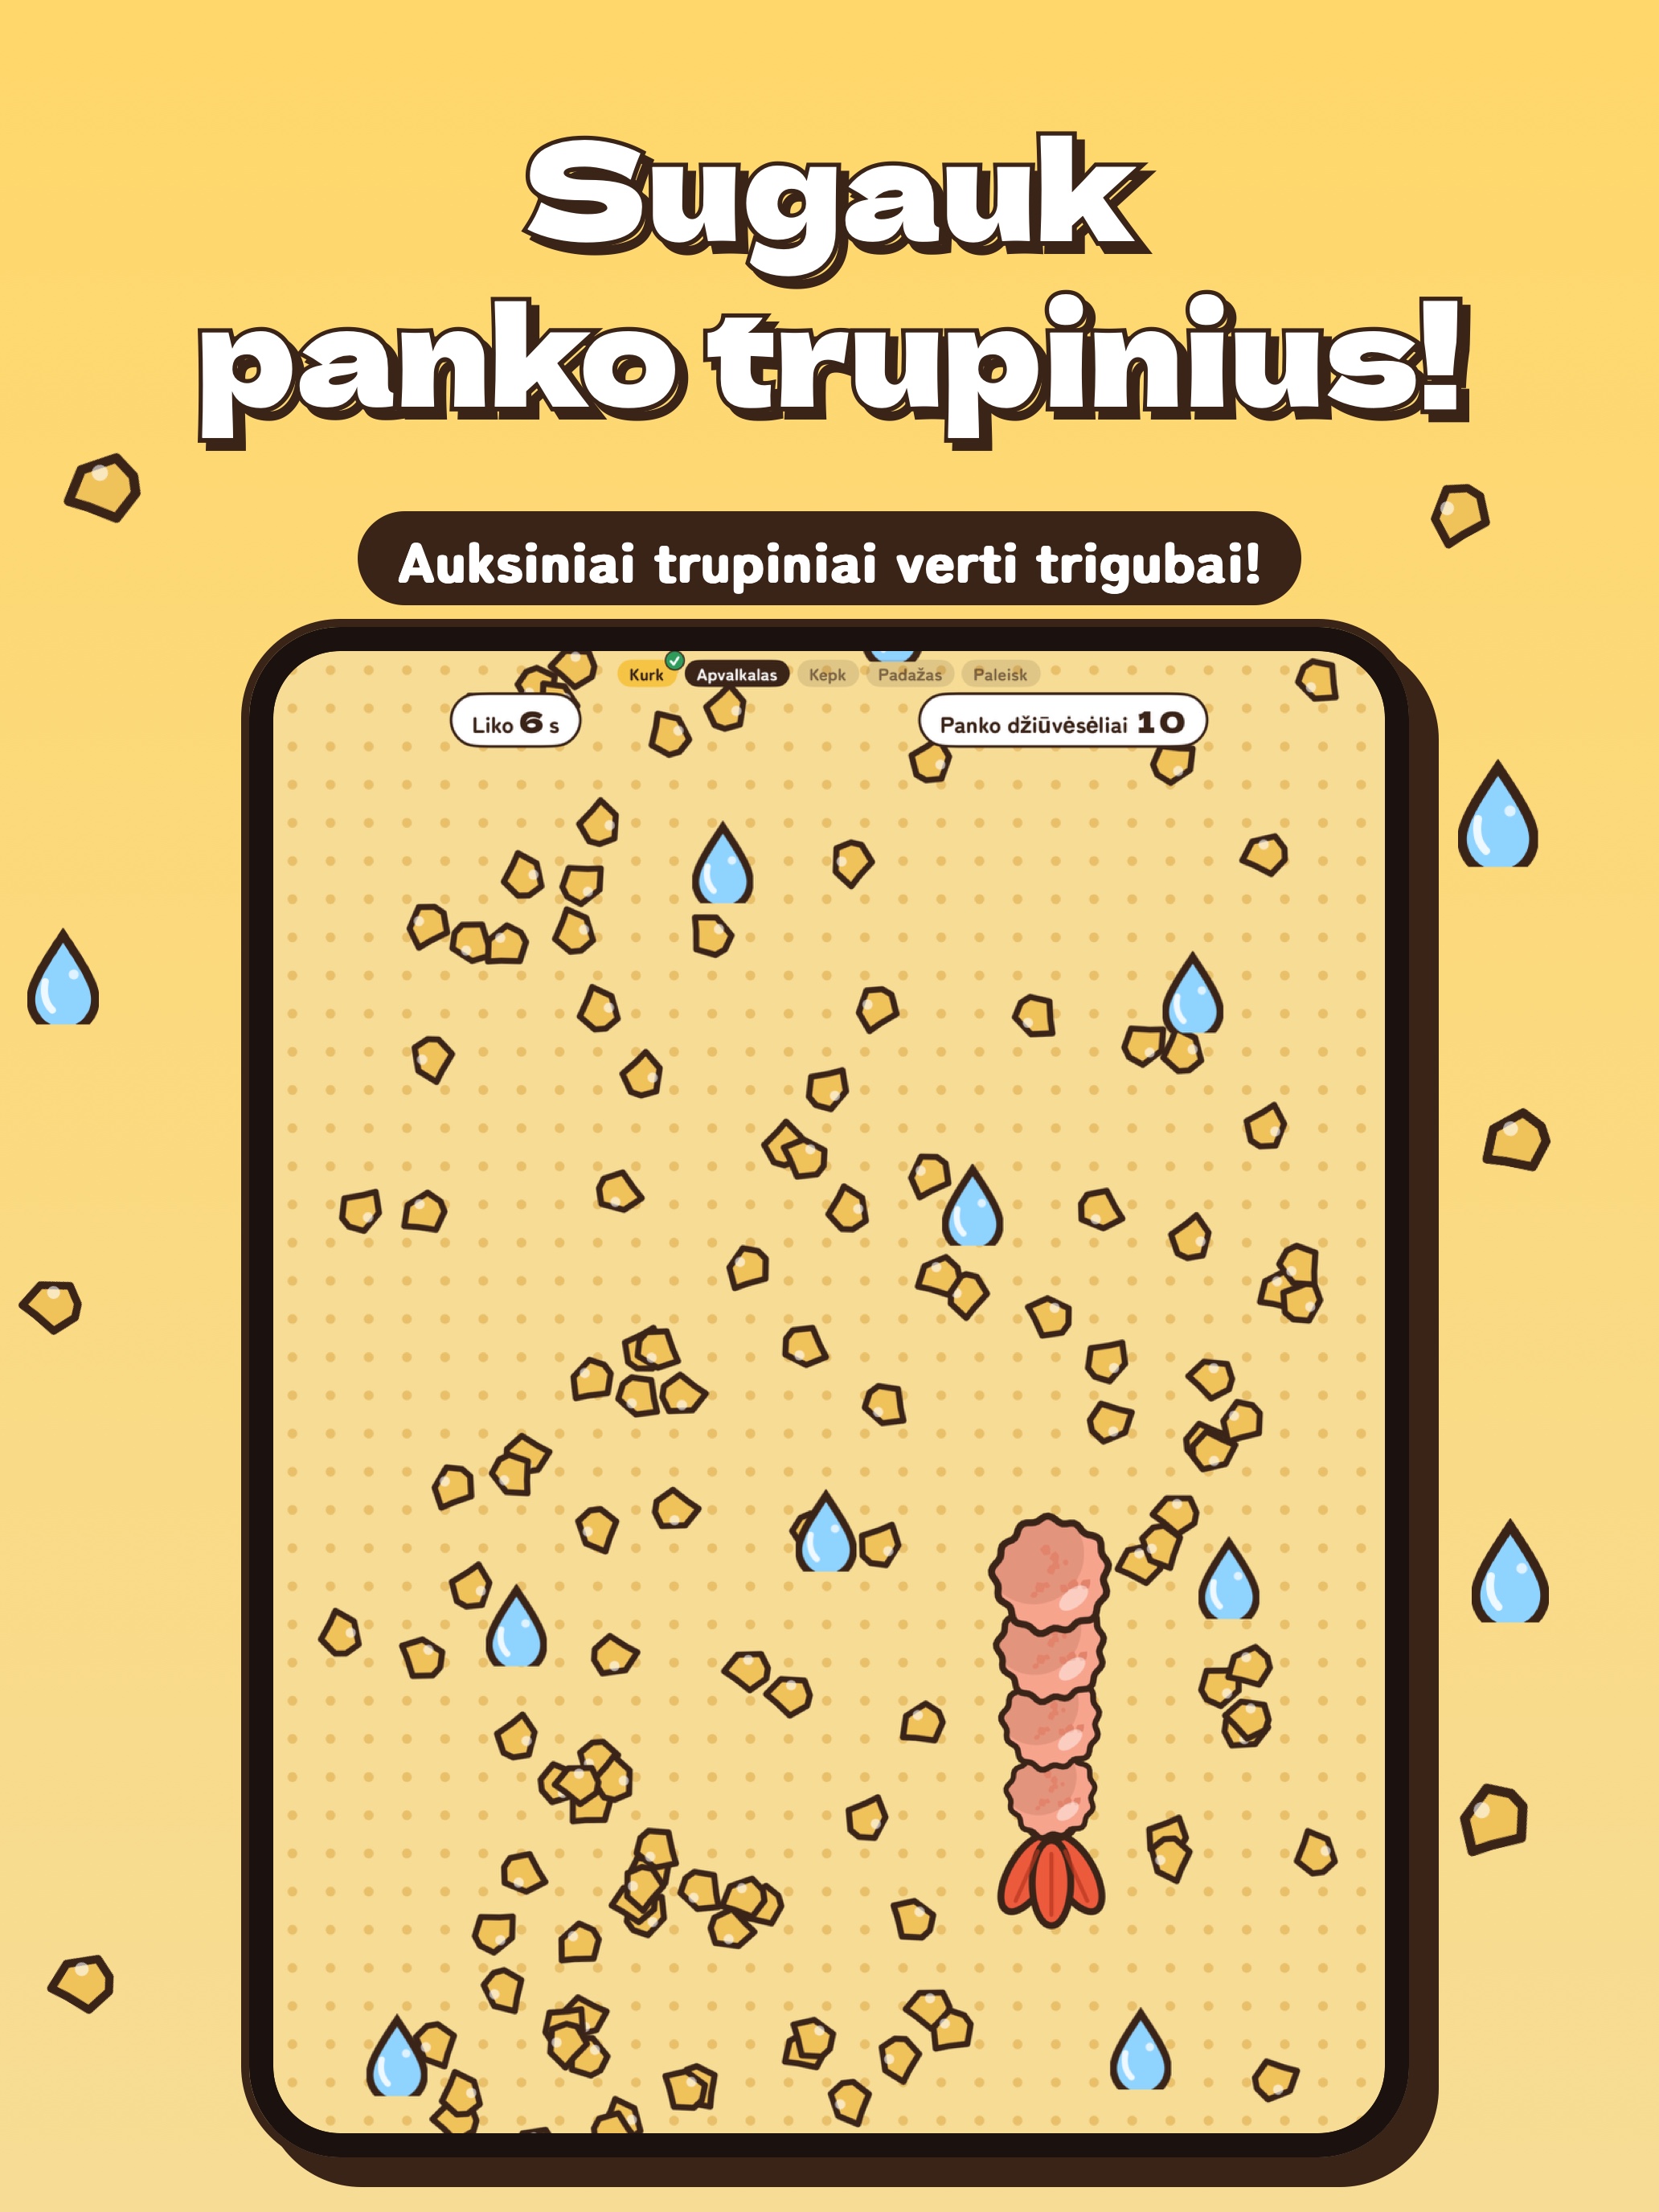 Sugauk
panko trupinius!
Auksiniai trupiniai verti trigubai!
Kurk Apvalkalas Kepk Padažas Paleisk
Liko 6 s
Panko džiūvėsėliai 10